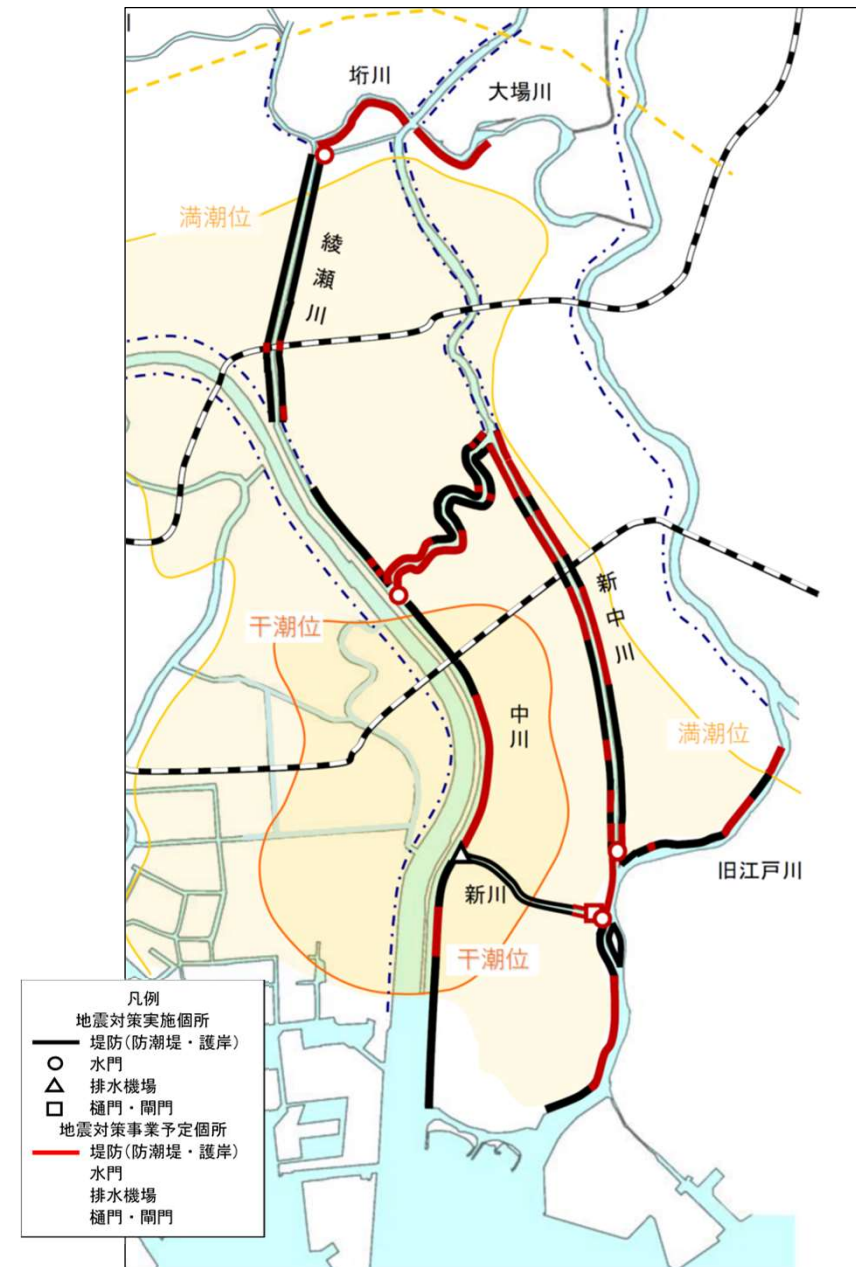 垳川
大場川
満潮位
綾瀬川
新中川
干潮位
中川
満潮位
旧江戸川
新川
干潮位
凡例
地震対策実施個所
堤防(防潮堤・護岸)
水門
排水機場
樋門・閘門
地震対策事業予定個所
堤防(防潮堤・護岸)
水門
排水機場
樋門・閘門